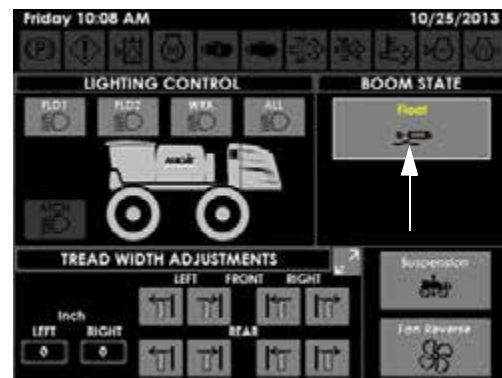 Friday 10:08 AM 10/25/2013
LIGHTING CONTROL BOOM STATE
FLD1 FLD2 WRK ALL
Float
ATCH
TREAD WIDTH ADJUSTMENTS
LEFT FRONT RIGHT
Suspension
Inch
LEFT RIGHT
REAR
Fan Reverse
0 0